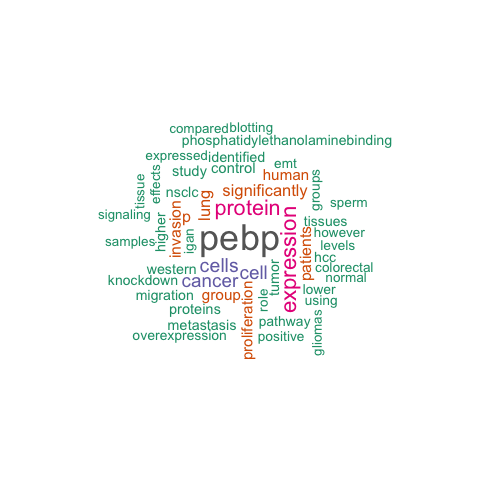 compared blotting
phosphatidylethanolaminebinding
expressed identified emt
study control human
tissue effects nsclc significantly groups sperm
signaling higher invasion p lung protein tissues
samples igan pebp expression patients however
levels
western cells cell tumor hcc
knockdown cancer colorectal
normal
migration group role lower
proteins using
metastasis proliferation pathway gliomas
overexpression positive